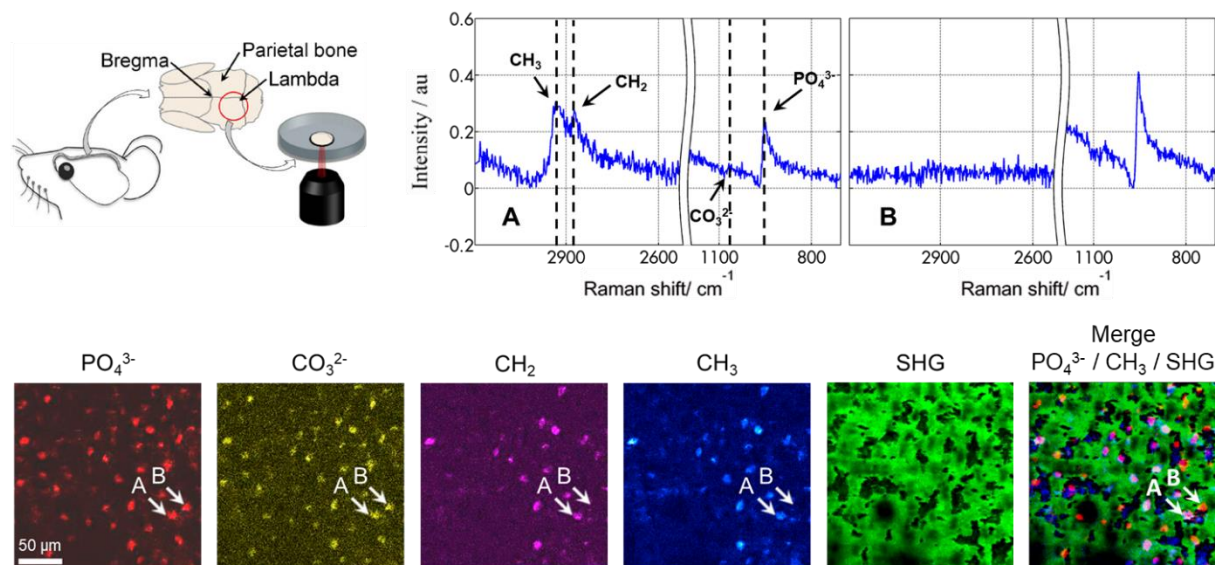 Bregma
Parietal bone
Lambda
Intensity / au
0.6
0.4
0.2
0
-0.2
CH₃
CH₂
PO₄³⁻
CO₃²⁻
A
2900
2600
1100
800
Raman shift/ cm⁻¹
B
2900
2600
1100
800
Raman shift/ cm⁻¹
PO₄³⁻
A
B
50 µm
CO₃²⁻
A
B
CH₂
A
B
CH₃
A
B
SHG
Merge
PO₄³⁻ / CH₃ / SHG
A
B